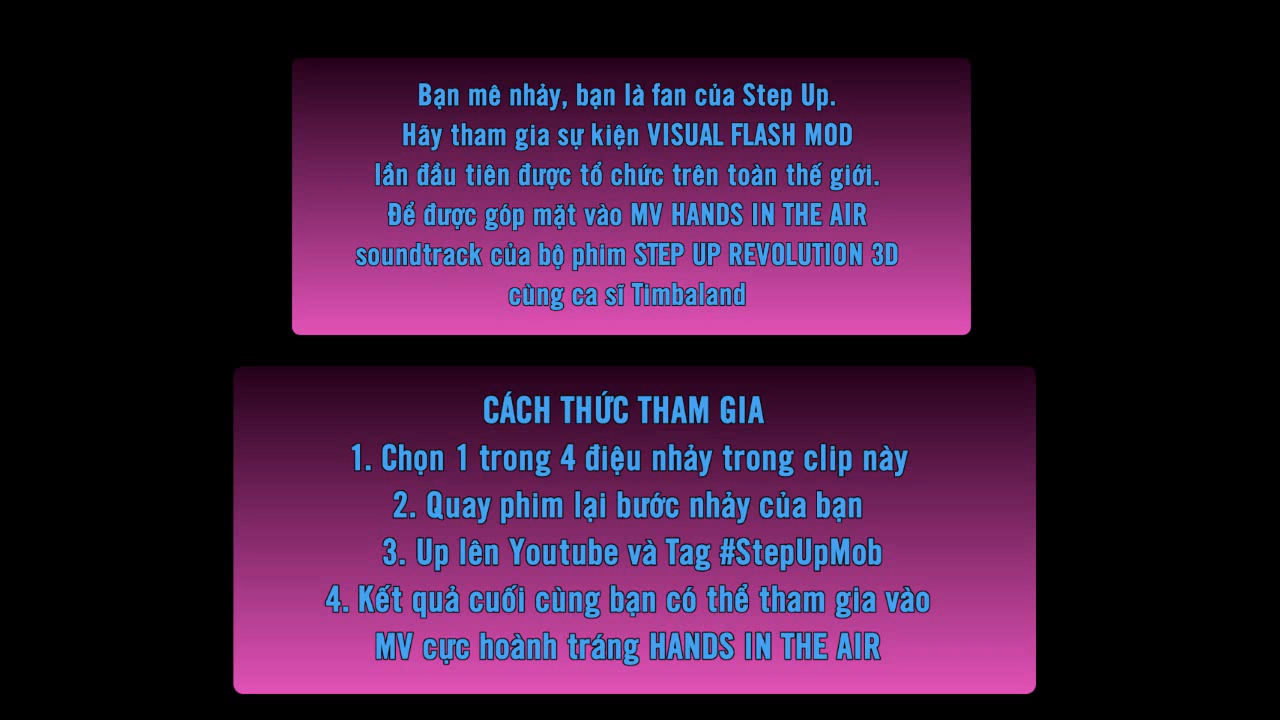 Bạn mê nhảy, bạn là fan của Step Up.
Hãy tham gia sự kiện VISUAL FLASH MOD
lần đầu tiên được tổ chức trên toàn thế giới.
Để được góp mặt vào MV HANDS IN THE AIR
soundtrack của bộ phim STEP UP REVOLUTION 3D
cùng ca sĩ Timbaland
CÁCH THỨC THAM GIA
1. Chọn 1 trong 4 điệu nhảy trong clip này
2. Quay phim lại bước nhảy của bạn
3. Up lên Youtube và Tag #StepUpMob
4. Kết quả cuối cùng bạn có thể tham gia vào
MV cực hoành tráng HANDS IN THE AIR